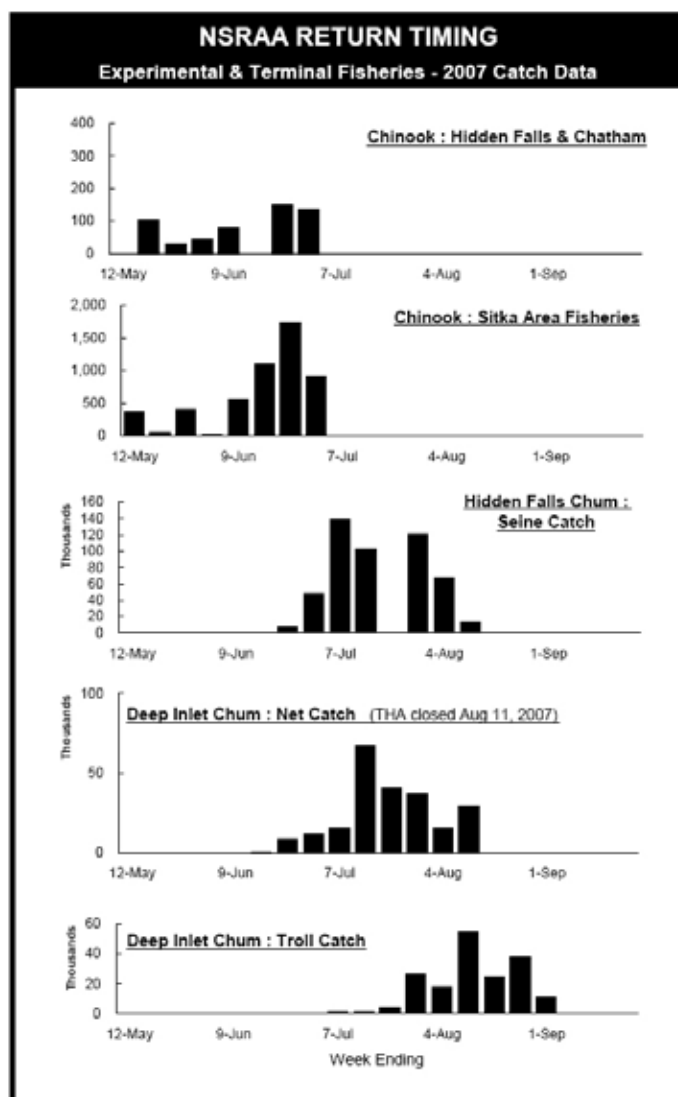 NSRAA RETURN TIMING
Experimental & Terminal Fisheries - 2007 Catch Data
Chinook : Hidden Falls & Chatham
400
300
200
100
0
12-May 9-Jun 7-Jul 4-Aug 1-Sep
Chinook : Sitka Area Fisheries
2,000
1,500
1,000
500
0
12-May 9-Jun 7-Jul 4-Aug 1-Sep
Hidden Falls Chum :
Seine Catch
Thousands
160
140
120
100
80
60
40
20
0
12-May 9-Jun 7-Jul 4-Aug 1-Sep
Deep Inlet Chum : Net Catch (THA closed Aug 11, 2007)
Thousands
100
50
0
12-May 9-Jun 7-Jul 4-Aug 1-Sep
Deep Inlet Chum : Troll Catch
Thousands
60
40
20
0
12-May 9-Jun 7-Jul 4-Aug 1-Sep
Week Ending